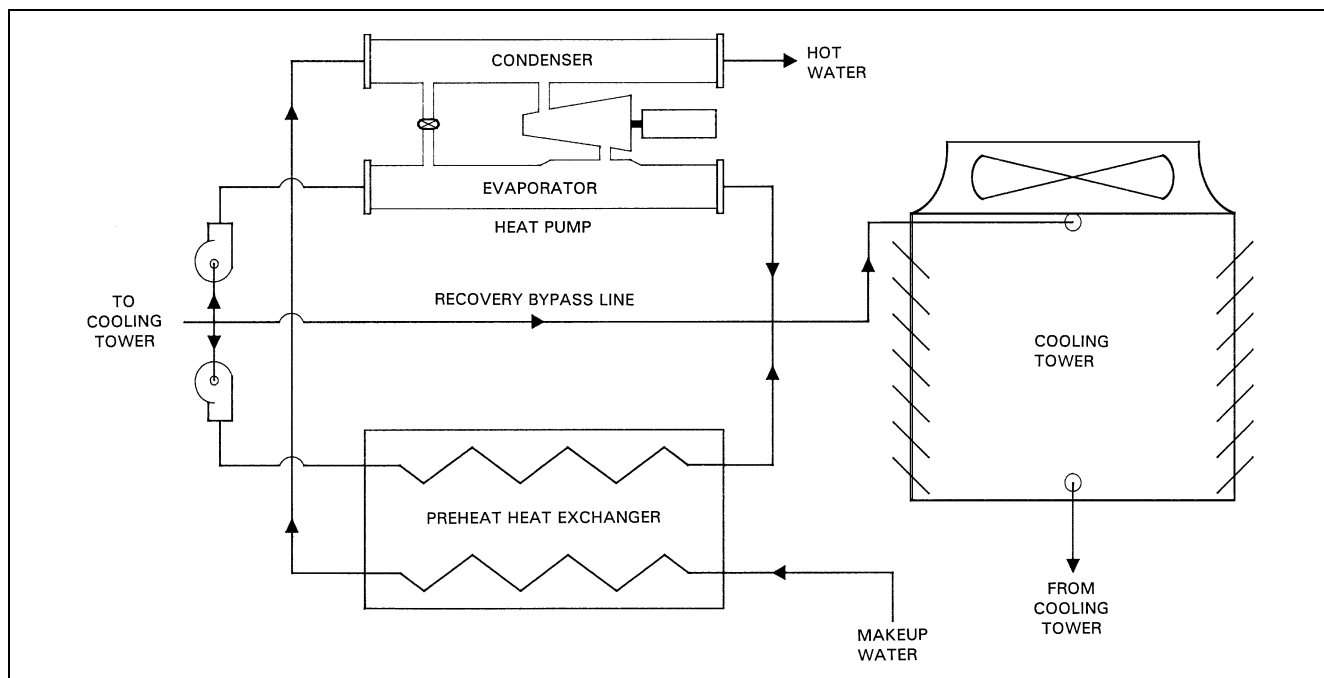 CONDENSER
HOT
WATER
EVAPORATOR
HEAT PUMP
TO
COOLING
TOWER
RECOVERY BYPASS LINE
COOLING
TOWER
PREHEAT HEAT EXCHANGER
MAKEUP
WATER
FROM
COOLING
TOWER